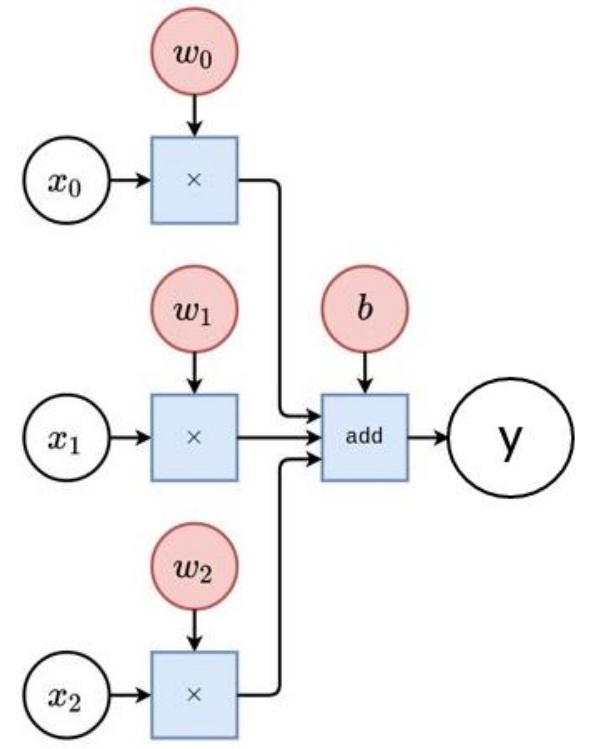 w₀
x₀ ×
w₁ b
x₁ × add y
w₂
x₂ ×